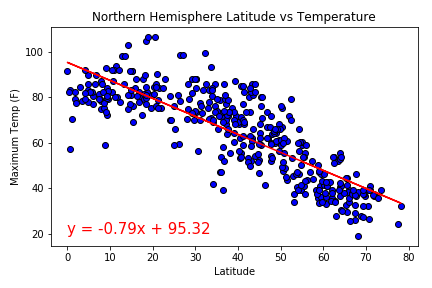 Northern Hemisphere Latitude vs Temperature
Maximum Temp (F)
100
80
60
40
20
y = -0.79x + 95.32
0 10 20 30 40 50 60 70 80
Latitude